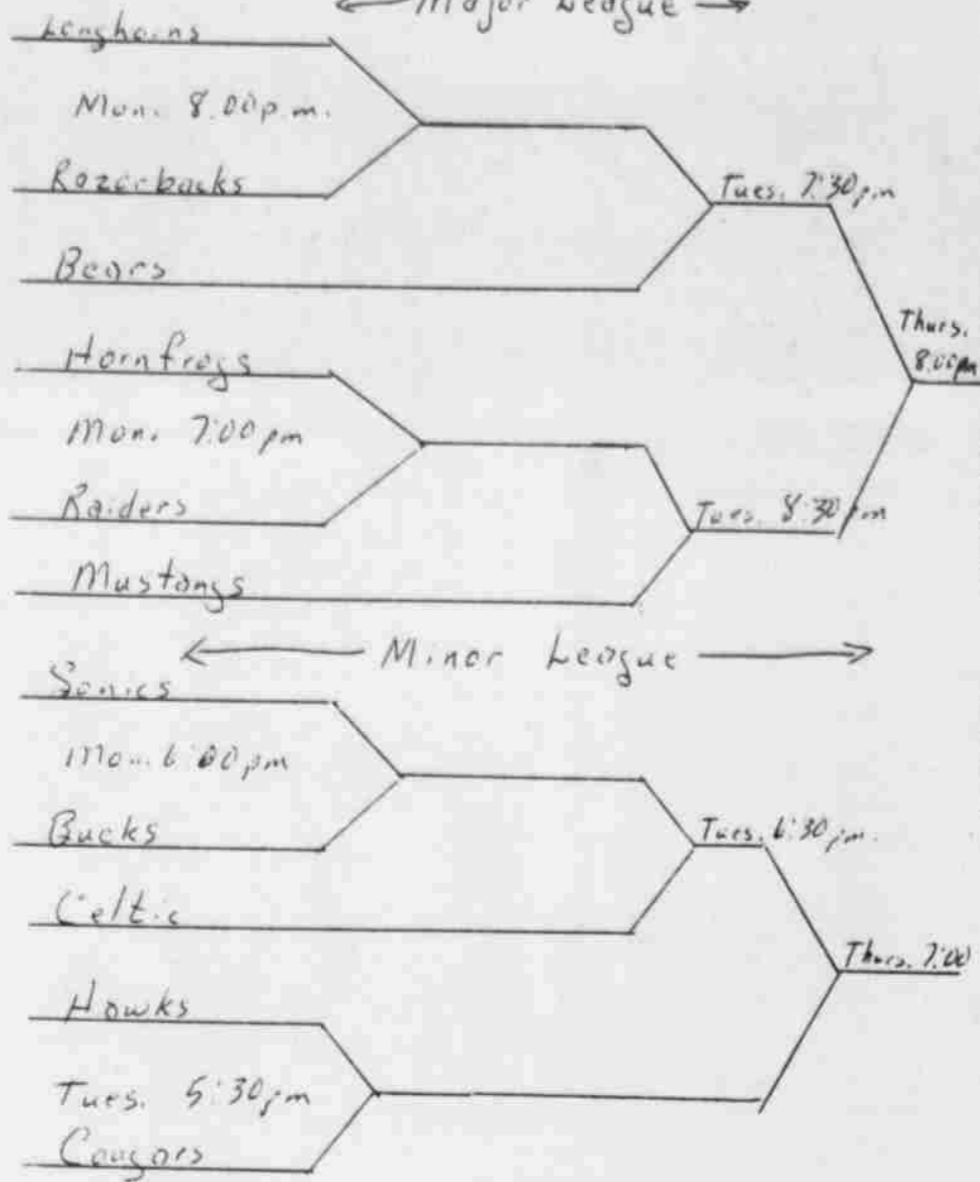 Major League
Longhorns
Mon. 8:00 p.m.
Razorbacks
Tues. 7:30 pm
Bears
Thurs.
8:00 pm
Hornfrogs
Mon. 7:00 pm
Raiders
Tues. 8:30 pm
Mustangs
Minor League
Sonics
Mon. 6:00 pm
Bucks
Tues. 6:30 p.m.
Celtic
Thurs. 7:00
Hawks
Tues. 5:30 pm
Cougars